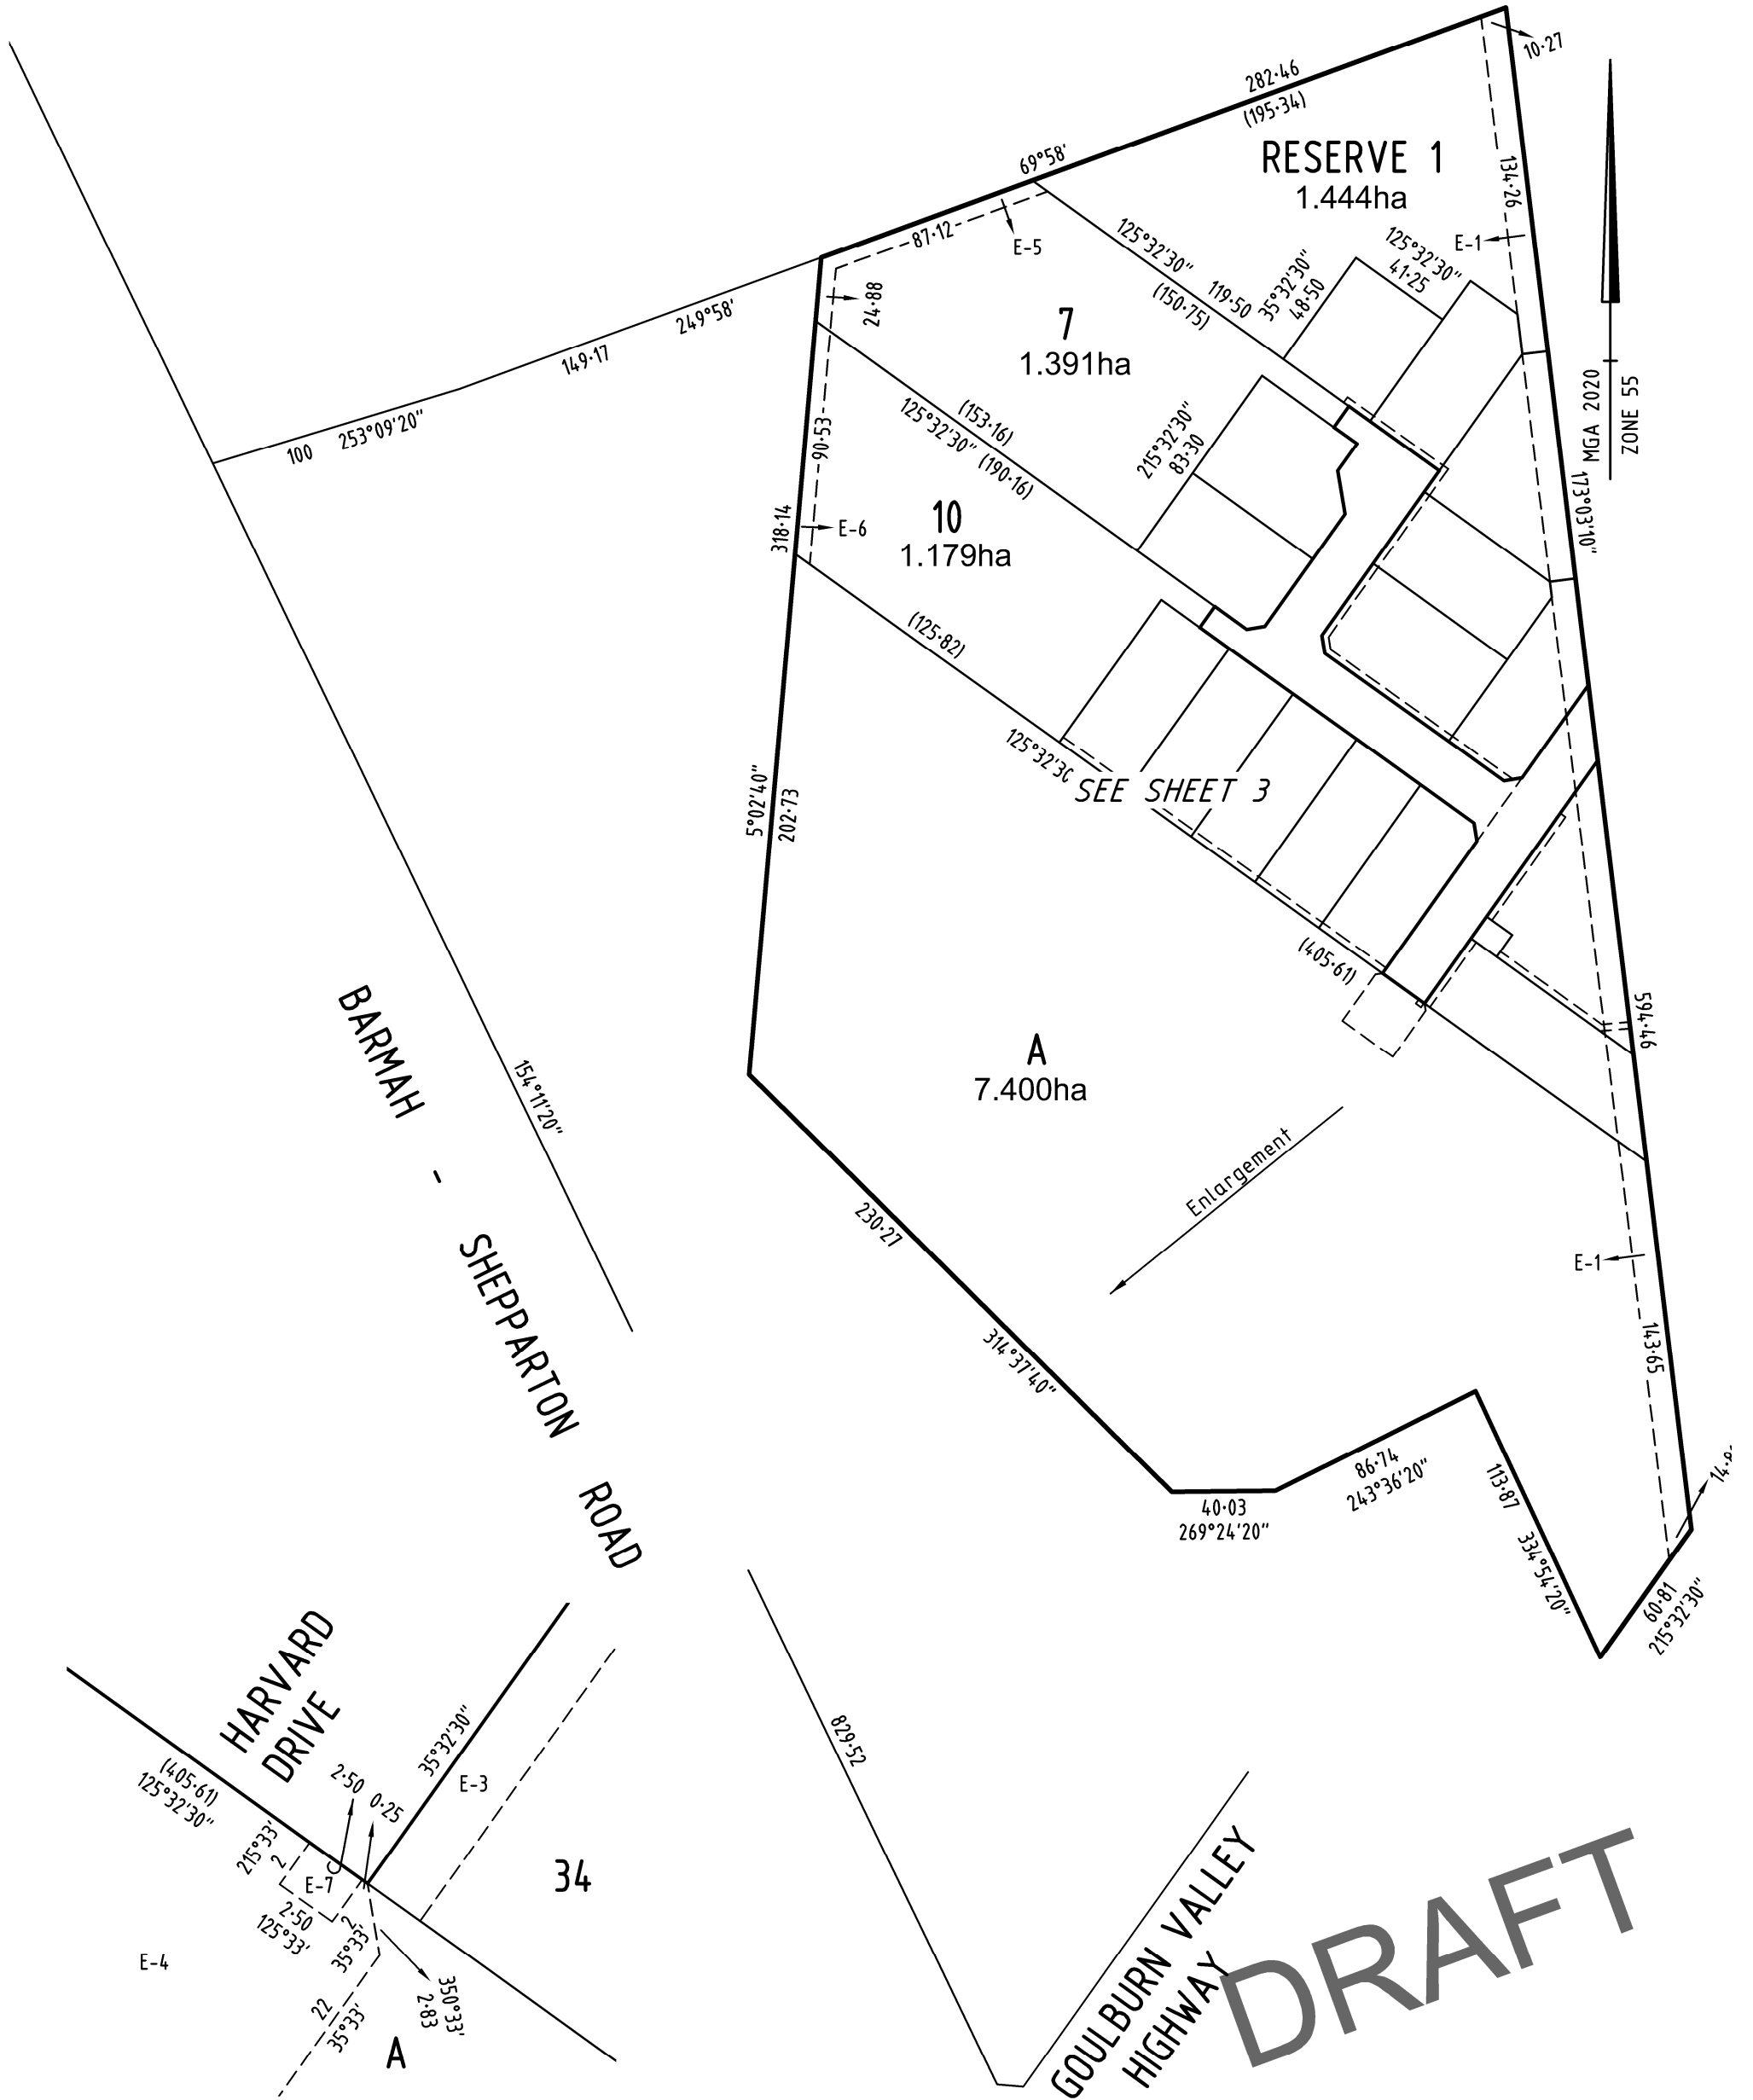 10·27
282·46
(195·34)
69°58'
RESERVE 1
1.444ha
134·26
87·12
E-5
E-1
125°32'30"
119·50
(150·75)
35°32'30"
48·50
125°32'30"
41·25
249°58'
149·17
24·88
7
1.391ha
100
253°09'20"
90·53
(153·16)
125°32'30" (190·16)
215°32'30"
83·30
MGA 2020
ZONE 55
173°03'10"
318·14
E-6
10
1.179ha
(125·82)
5°02'40"
202·73
125°32'30
SEE SHEET 3
(405·61)
594·46
A
7.400ha
BARMAH - SHEPPARTON ROAD
154°11'20"
Enlargement
230·27
314°37'40"
E-1
143·65
86·74
243°36'20"
40·03
269°24'20"
113·87
334°54'20"
60·81
215°32'30"
HARVARD
DRIVE
35°32'30"
(405·61)
125°32'30"
2·50
0·25
E-3
215°33'
2
E-7
34
2·50
125°33'
2
35°33'
E-4
350°33'
2·83
22
35°33'
A
829·52
GOULBURN VALLEY
HIGHWAY
DRAFT